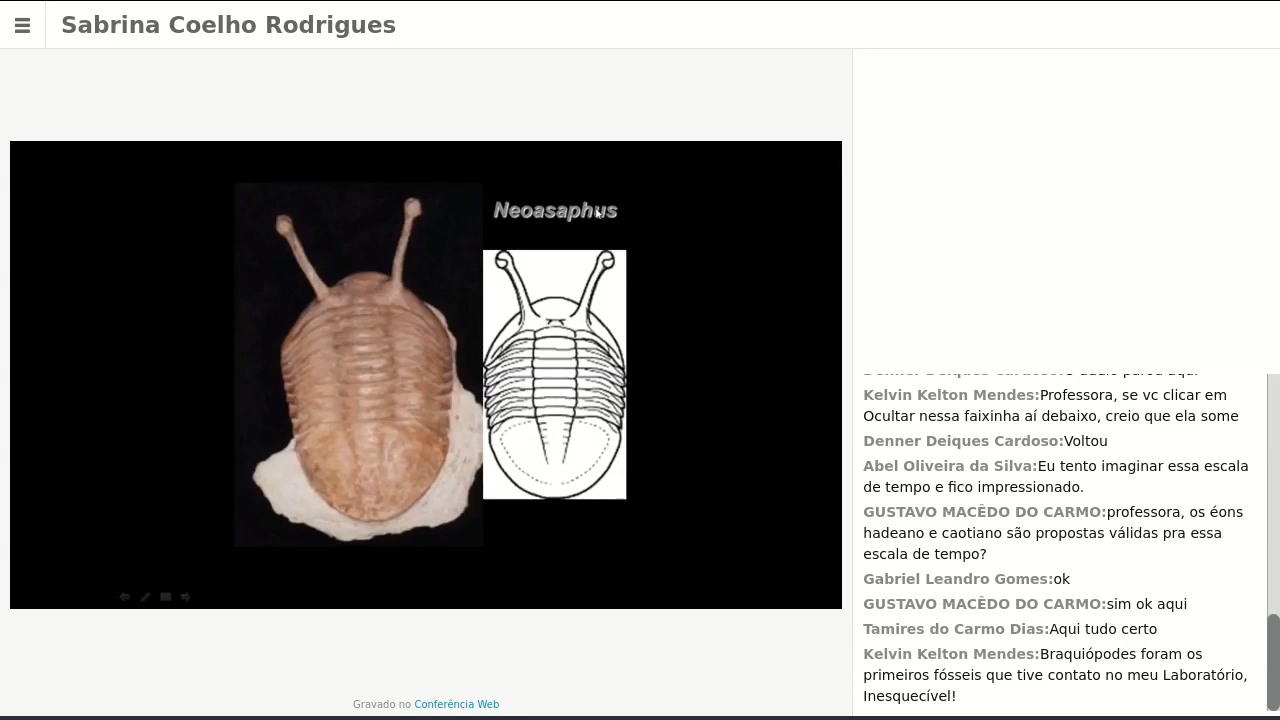 Sabrina Coelho Rodrigues
Neoasaphus
Kelvin Kelton Mendes:Professora, se vc clicar em
Ocultar nessa faixinha aí debaixo, creio que ela some
Denner Deiques Cardoso:Voltou
Abel Oliveira da Silva:Eu tento imaginar essa escala
de tempo e fico impressionado.
GUSTAVO MACÊDO DO CARMO:professora, os éons
hadeano e caotiano são propostas válidas pra essa
escala de tempo?
Gabriel Leandro Gomes:ok
GUSTAVO MACÊDO DO CARMO:sim ok aqui
Tamires do Carmo Dias:Aqui tudo certo
Kelvin Kelton Mendes:Braquiópodes foram os
primeiros fósseis que tive contato no meu Laboratório,
Inesquecível!
Gravado no Conferência Web